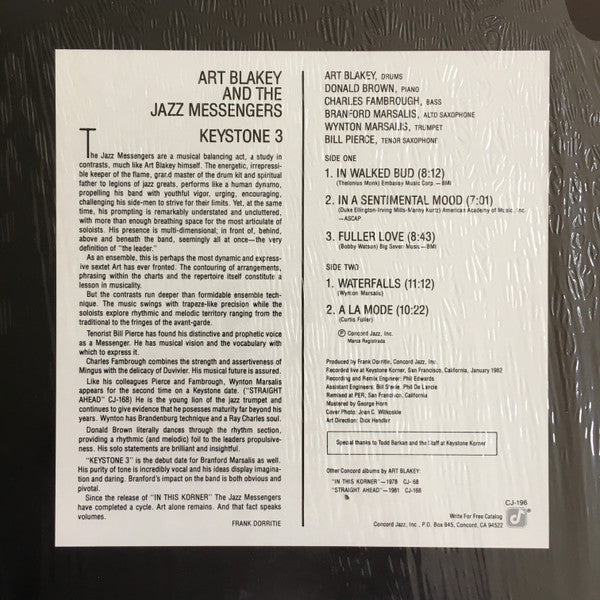 ART BLAKEY
AND THE
JAZZ MESSENGERS
KEYSTONE 3
The Jazz Messengers are a musical balancing act, a study in
contrasts, much like Art Blakey himself. The energetic, irrepressi-
ble keeper of the flame, grand master of the drum kit and spiritual
father to legions of jazz greats, performs like a human dynamo,
propelling his band with youthful vigor, urging, encouraging,
challenging his side-men to strive for their limits. Yet, at the same
time, his prompting is remarkably understated and uncluttered,
with more than enough breathing space for the most articulate of
soloists. His presence is multi-dimensional; in front of, behind,
above and beneath the band, seemingly all at once—the very
definition of "the leader."
As an ensemble, this is perhaps the most dynamic and expres-
sive sextet Art has ever fronted. The contouring of arrangements,
phrasing within the charts and the repertoire itself constitute a
lesson in musicality.
But the contrasts run deeper than formidable ensemble tech-
nique. The music swings with trapeze-like precision while the
soloists explore rhythmic and melodic territory ranging from the
traditional to the fringes of the avant-garde.
Tenorist Bill Pierce has found his distinctive and prophetic voice
as a Messenger. He has musical vision and the vocabulary with
which to express it.
Charles Fambrough combines the strength and assertiveness of
Mingus with the delicacy of Duvivier. His musical future is assured.
Like his colleagues Pierce and Fambrough, Wynton Marsalis
appears for the second time on a Keystone date. ("STRAIGHT
AHEAD" CJ-168) He is the young lion of the jazz trumpet and
continues to give evidence that he posesses maturity far beyond his
years. Wynton has Brandenburg technique and a Ray Charles soul.
Donald Brown literally dances through the rhythm section,
providing a rhythmic (and melodic) foil to the leaders propulsive-
ness. His solo statements are brilliant and insightful.
"KEYSTONE 3" is the debut date for Branford Marsalis as well.
His purity of tone is incredibly vocal and his ideas display imagina-
tion and daring. Branford's impact on the band is both obvious and
pivotal.
Since the release of "IN THIS KORNER" The Jazz Messengers
have completed a cycle. Art alone remains. And that fact speaks
volumes.
FRANK DORRITIE
ART BLAKEY, DRUMS
DONALD BROWN, PIANO
CHARLES FAMBROUGH, BASS
BRANFORD MARSALIS, ALTO SAXOPHONE
WYNTON MARSALIS, TRUMPET
BILL PIERCE, TENOR SAXOPHONE
SIDE ONE
1. IN WALKED BUD (8:12)
(Thelonius Monk) Embassy Music Corp.—BMI
2. IN A SENTIMENTAL MOOD (7:01)
(Duke Ellington-Irving Mills-Manny Kurtz) American Academy of Music, Inc.
—ASCAP
3. FULLER LOVE (8:43)
(Bobby Watson) Big Sever Music—BMI
SIDE TWO
1. WATERFALLS (11:12)
(Wynton Marsalis)
2. A LA MODE (10:22)
(Curtis Fuller)
℗ Concord Jazz, Inc.
Marca Registrada
Produced by Frank Dorritie, Concord Jazz, Inc.
Recorded live at Keystone Korner, San Francisco, California, January 1982
Recording and Remix Engineer: Phil Edwards
Assistant Engineers: Bill Steele, Phil De Lancie
Remixed at PER, San Francisco, California
Mastered by George Horn
Cover Photo: Jean C. Wilkoskie
Art Direction: Dick Hendler
Special thanks to Todd Barkan and the Staff at Keystone Korner
Other Concord albums by ART BLAKEY:
"IN THIS KORNER"—1978 CJ-68
"STRAIGHT AHEAD"—1981 CJ-168
CJ-196
Write For Free Catalog
Concord Jazz, Inc., P.O. Box 845, Concord, CA 94522